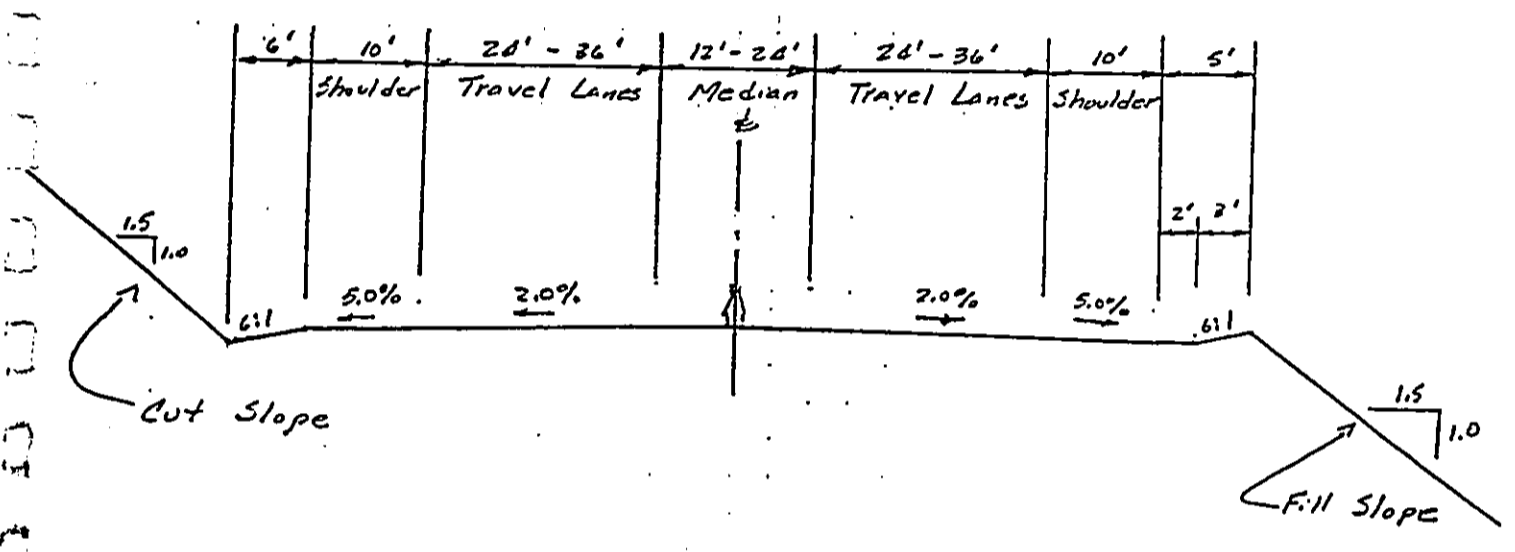 6' 10' 24' - 36' 12' - 24' 24' - 36' 10' 5'
Shoulder Travel Lanes Median Travel Lanes Shoulder
℄
2' 3'
1.5
1.0
5.0% 2.0% 2.0% 5.0%
6:1 6:1
Cut Slope
1.5
1.0
Fill Slope